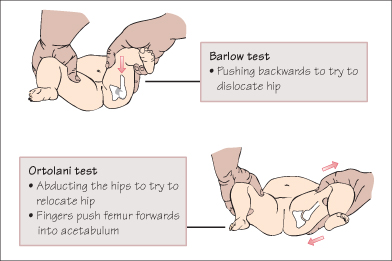 Barlow test
• Pushing backwards to try to
dislocate hip
Ortolani test
• Abducting the hips to try to
relocate hip
• Fingers push femur forwards
into acetabulum